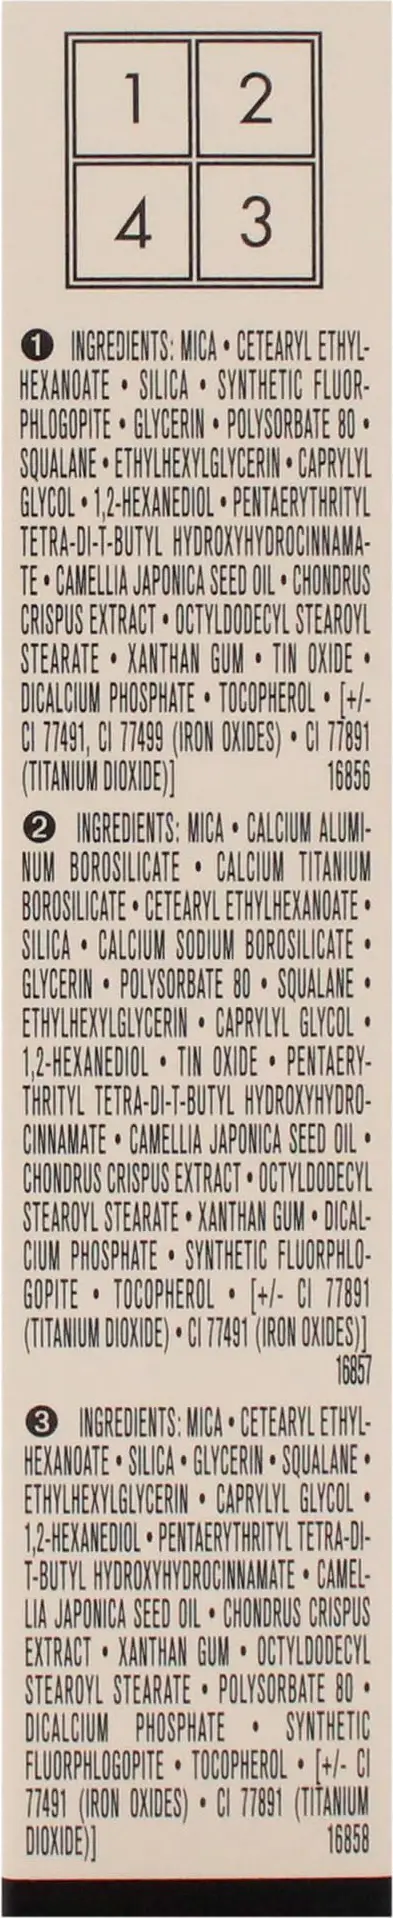 1 2
4 3
1 INGREDIENTS: MICA • CETEARYL ETHYL-
HEXANOATE • SILICA • SYNTHETIC FLUOR-
PHLOGOPITE • GLYCERIN • POLYSORBATE 80 •
SQUALANE • ETHYLHEXYLGLYCERIN • CAPRYLYL
GLYCOL • 1,2-HEXANEDIOL • PENTAERYTHRITYL
TETRA-DI-T-BUTYL HYDROXYHYDROCINNAMA-
TE • CAMELLIA JAPONICA SEED OIL • CHONDRUS
CRISPUS EXTRACT • OCTYLDODECYL STEAROYL
STEARATE • XANTHAN GUM • TIN OXIDE •
DICALCIUM PHOSPHATE • TOCOPHEROL • [+/-
CI 77491, CI 77499 (IRON OXIDES) • CI 77891
(TITANIUM DIOXIDE)] 16856
2 INGREDIENTS: MICA • CALCIUM ALUMI-
NUM BOROSILICATE • CALCIUM TITANIUM
BOROSILICATE • CETEARYL ETHYLHEXANOATE •
SILICA • CALCIUM SODIUM BOROSILICATE •
GLYCERIN • POLYSORBATE 80 • SQUALANE •
ETHYLHEXYLGLYCERIN • CAPRYLYL GLYCOL •
1,2-HEXANEDIOL • TIN OXIDE • PENTAERY-
THRITYL TETRA-DI-T-BUTYL HYDROXYHYDRO-
CINNAMATE • CAMELLIA JAPONICA SEED OIL •
CHONDRUS CRISPUS EXTRACT • OCTYLDODECYL
STEAROYL STEARATE • XANTHAN GUM • DICAL-
CIUM PHOSPHATE • SYNTHETIC FLUORPHLO-
GOPITE • TOCOPHEROL • [+/- CI 77891
(TITANIUM DIOXIDE) • CI 77491 (IRON OXIDES)]
16857
3 INGREDIENTS: MICA • CETEARYL ETHYL-
HEXANOATE • SILICA • GLYCERIN • SQUALANE •
ETHYLHEXYLGLYCERIN • CAPRYLYL GLYCOL •
1,2-HEXANEDIOL • PENTAERYTHRITYL TETRA-DI-
T-BUTYL HYDROXYHYDROCINNAMATE • CAMEL-
LIA JAPONICA SEED OIL • CHONDRUS CRISPUS
EXTRACT • XANTHAN GUM • OCTYLDODECYL
STEAROYL STEARATE • POLYSORBATE 80 •
DICALCIUM PHOSPHATE • SYNTHETIC
FLUORPHLOGOPITE • TOCOPHEROL • [+/- CI
77491 (IRON OXIDES) • CI 77891 (TITANIUM
DIOXIDE)] 16858